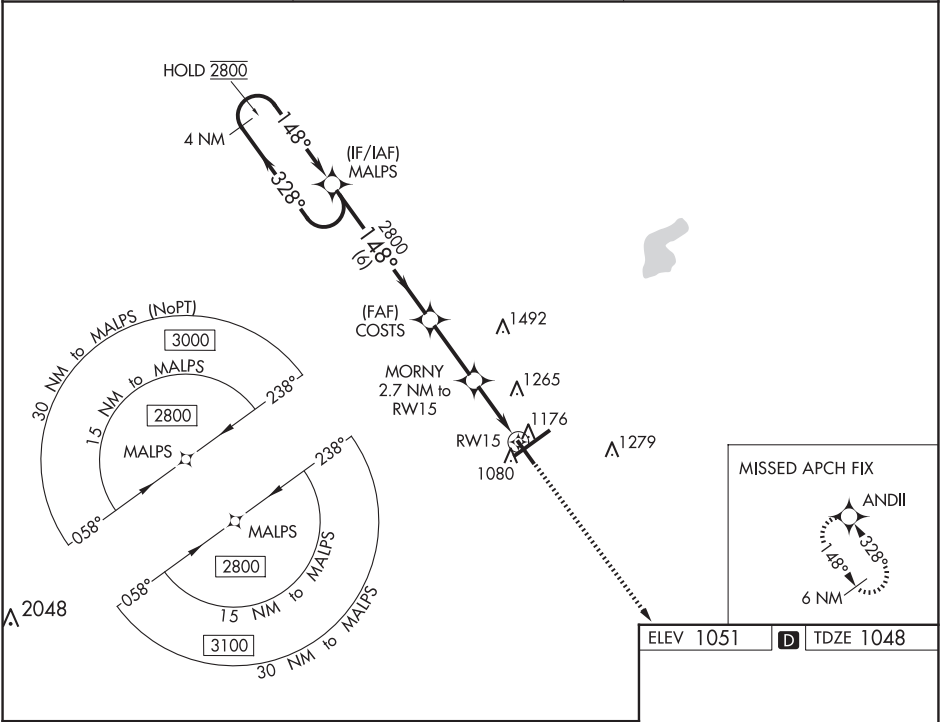 HOLD 2800
4 NM
148°
328°
(IF/IAF)
MALPS
2800
148°
(6)
(FAF)
COSTS
1492
MORNY
2.7 NM to
RW15
1265
1176
RW15
1080
1279
30 NM to MALPS (NoPT)
3000
15 NM to MALPS
2800
238°
MALPS
058°
238°
MALPS
2800
058°
15 NM to MALPS
3100
30 NM to MALPS
2048
MISSED APCH FIX
ANDII
148°
328°
6 NM
ELEV 1051
D
TDZE 1048